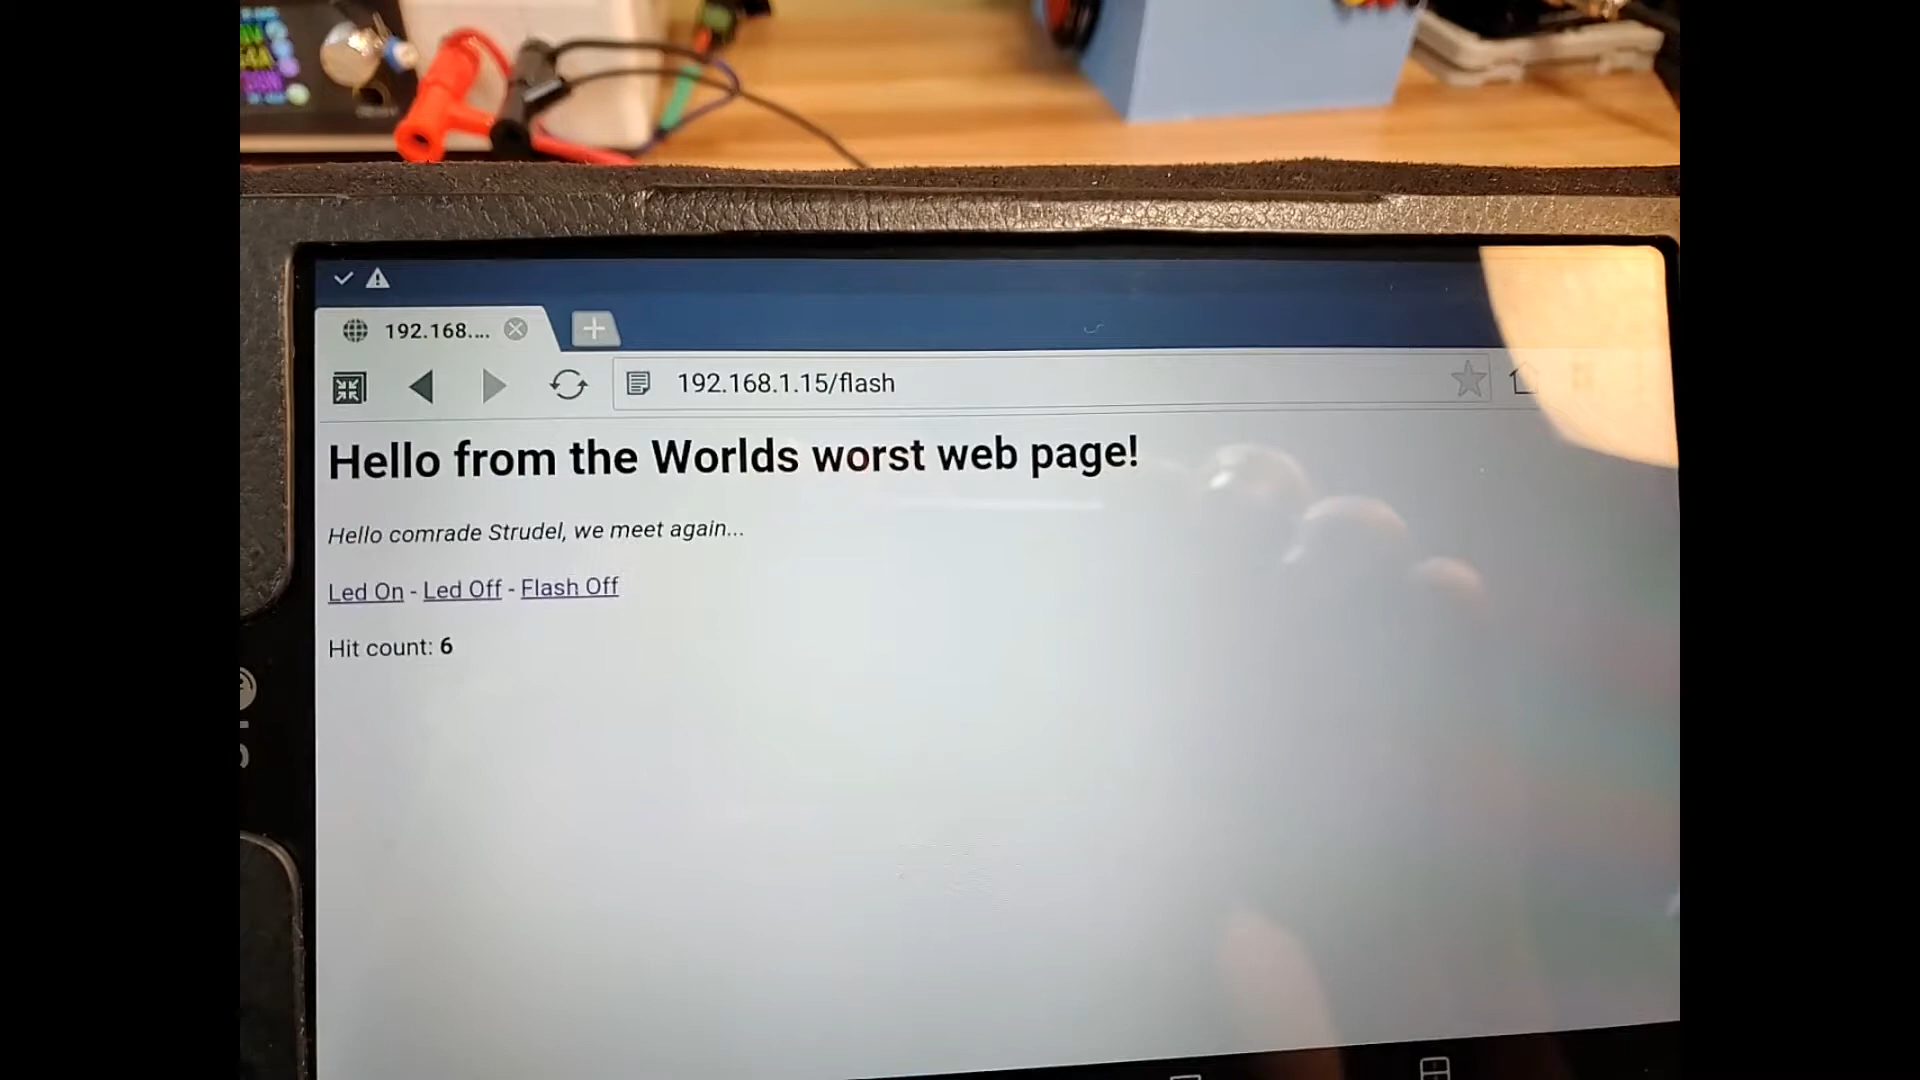 192.168....
192.168.1.15/flash
Hello from the Worlds worst web page!
Hello comrade Strudel, we meet again...
Led On - Led Off - Flash Off
Hit count: 6